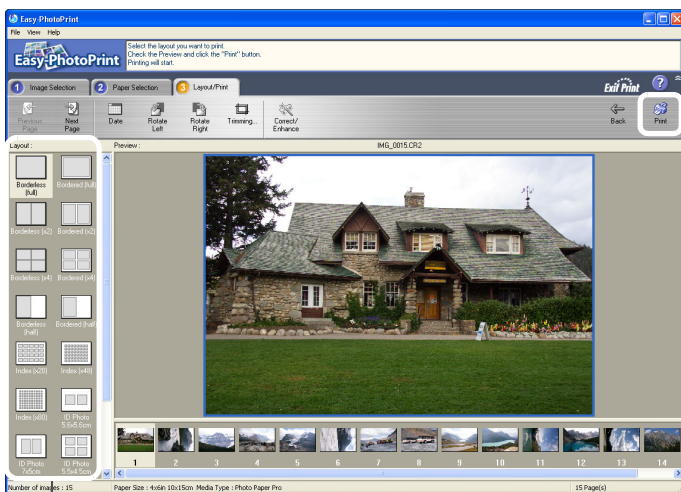 Easy-PhotoPrint
File View Help
Easy-PhotoPrint
Select the layout you want to print.
Check the Preview and click the "Print" button.
Printing will start.
1 Image Selection
2 Paper Selection
3 Layout/Print
Exif Print
?
Previous Page
Next Page
Date
Rotate Left
Rotate Right
Trimming...
Correct/ Enhance
Back
Print
Layout :
Preview :
IMG_0015.CR2
Borderless (full)
Bordered (full)
Borderless (x2)
Bordered (x2)
Borderless (x4)
Bordered (x4)
Borderless (half)
Bordered (half)
Index (x20)
Index (x48)
Index (x80)
ID Photo 5.6x5.6cm
ID Photo 7x5cm
ID Photo 5.5x4.5cm
1 2 3 4 5 6 7 8 9 10 11 12 13 14
Number of images : 15
Paper Size : 4x6in 10x15cm Media Type : Photo Paper Pro
15 Page(s)